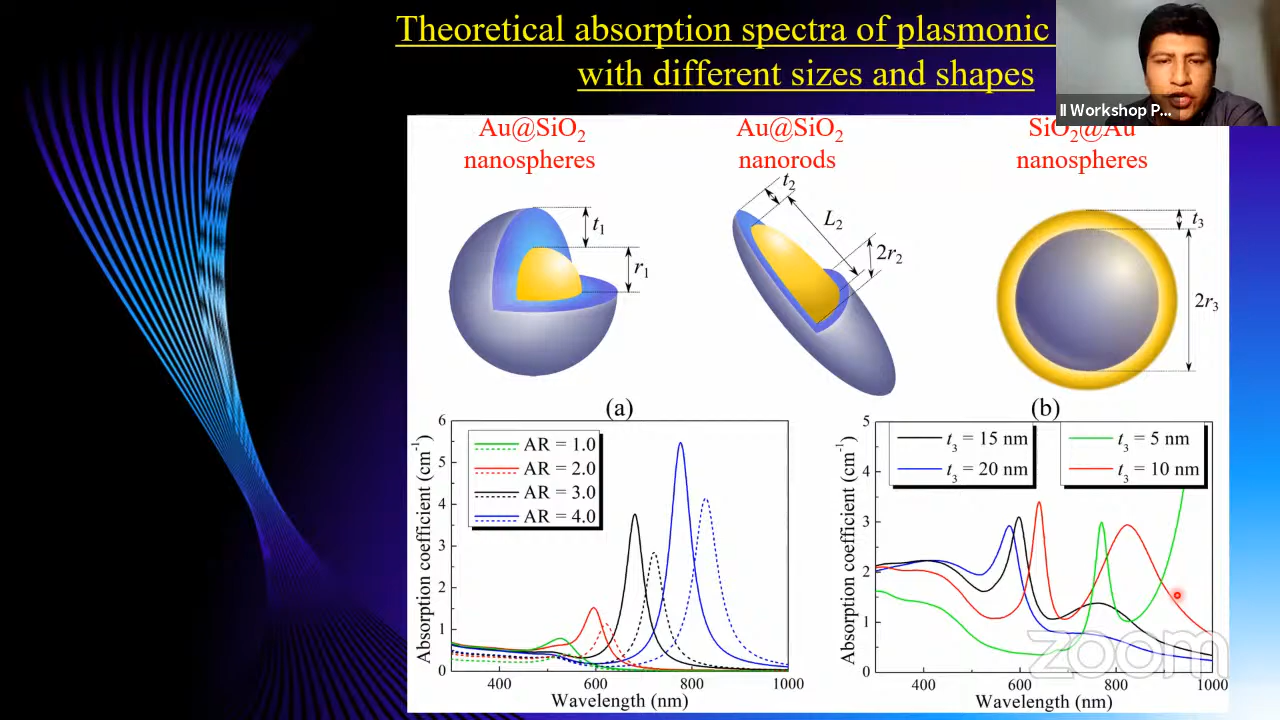 Theoretical absorption spectra of plasmonic
with different sizes and shapes
II Workshop P...
Au@SiO2
nanospheres
Au@SiO2
nanorods
SiO2@Au
nanospheres
t1
r1
t2
L2
2r2
t3
2r3
(a)
Absorption coefficient (cm-1)
6
5
4
3
2
1
0
AR = 1.0
AR = 2.0
AR = 3.0
AR = 4.0
400
600
800
1000
Wavelength (nm)
(b)
Absorption coefficient (cm-1)
5
4
3
2
1
0
t3 = 15 nm
t3 = 20 nm
t3 = 5 nm
t3 = 10 nm
400
600
800
1000
Wavelength (nm)
zoom